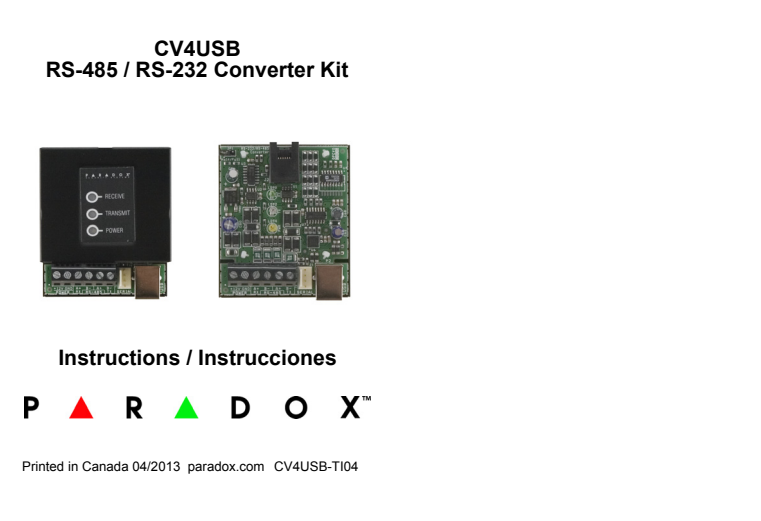 CV4USB
RS-485 / RS-232 Converter Kit
PARADOX
RECEIVE
TRANSMIT
POWER
Instructions / Instrucciones
PARADOX™
Printed in Canada 04/2013 paradox.com CV4USB-TI04